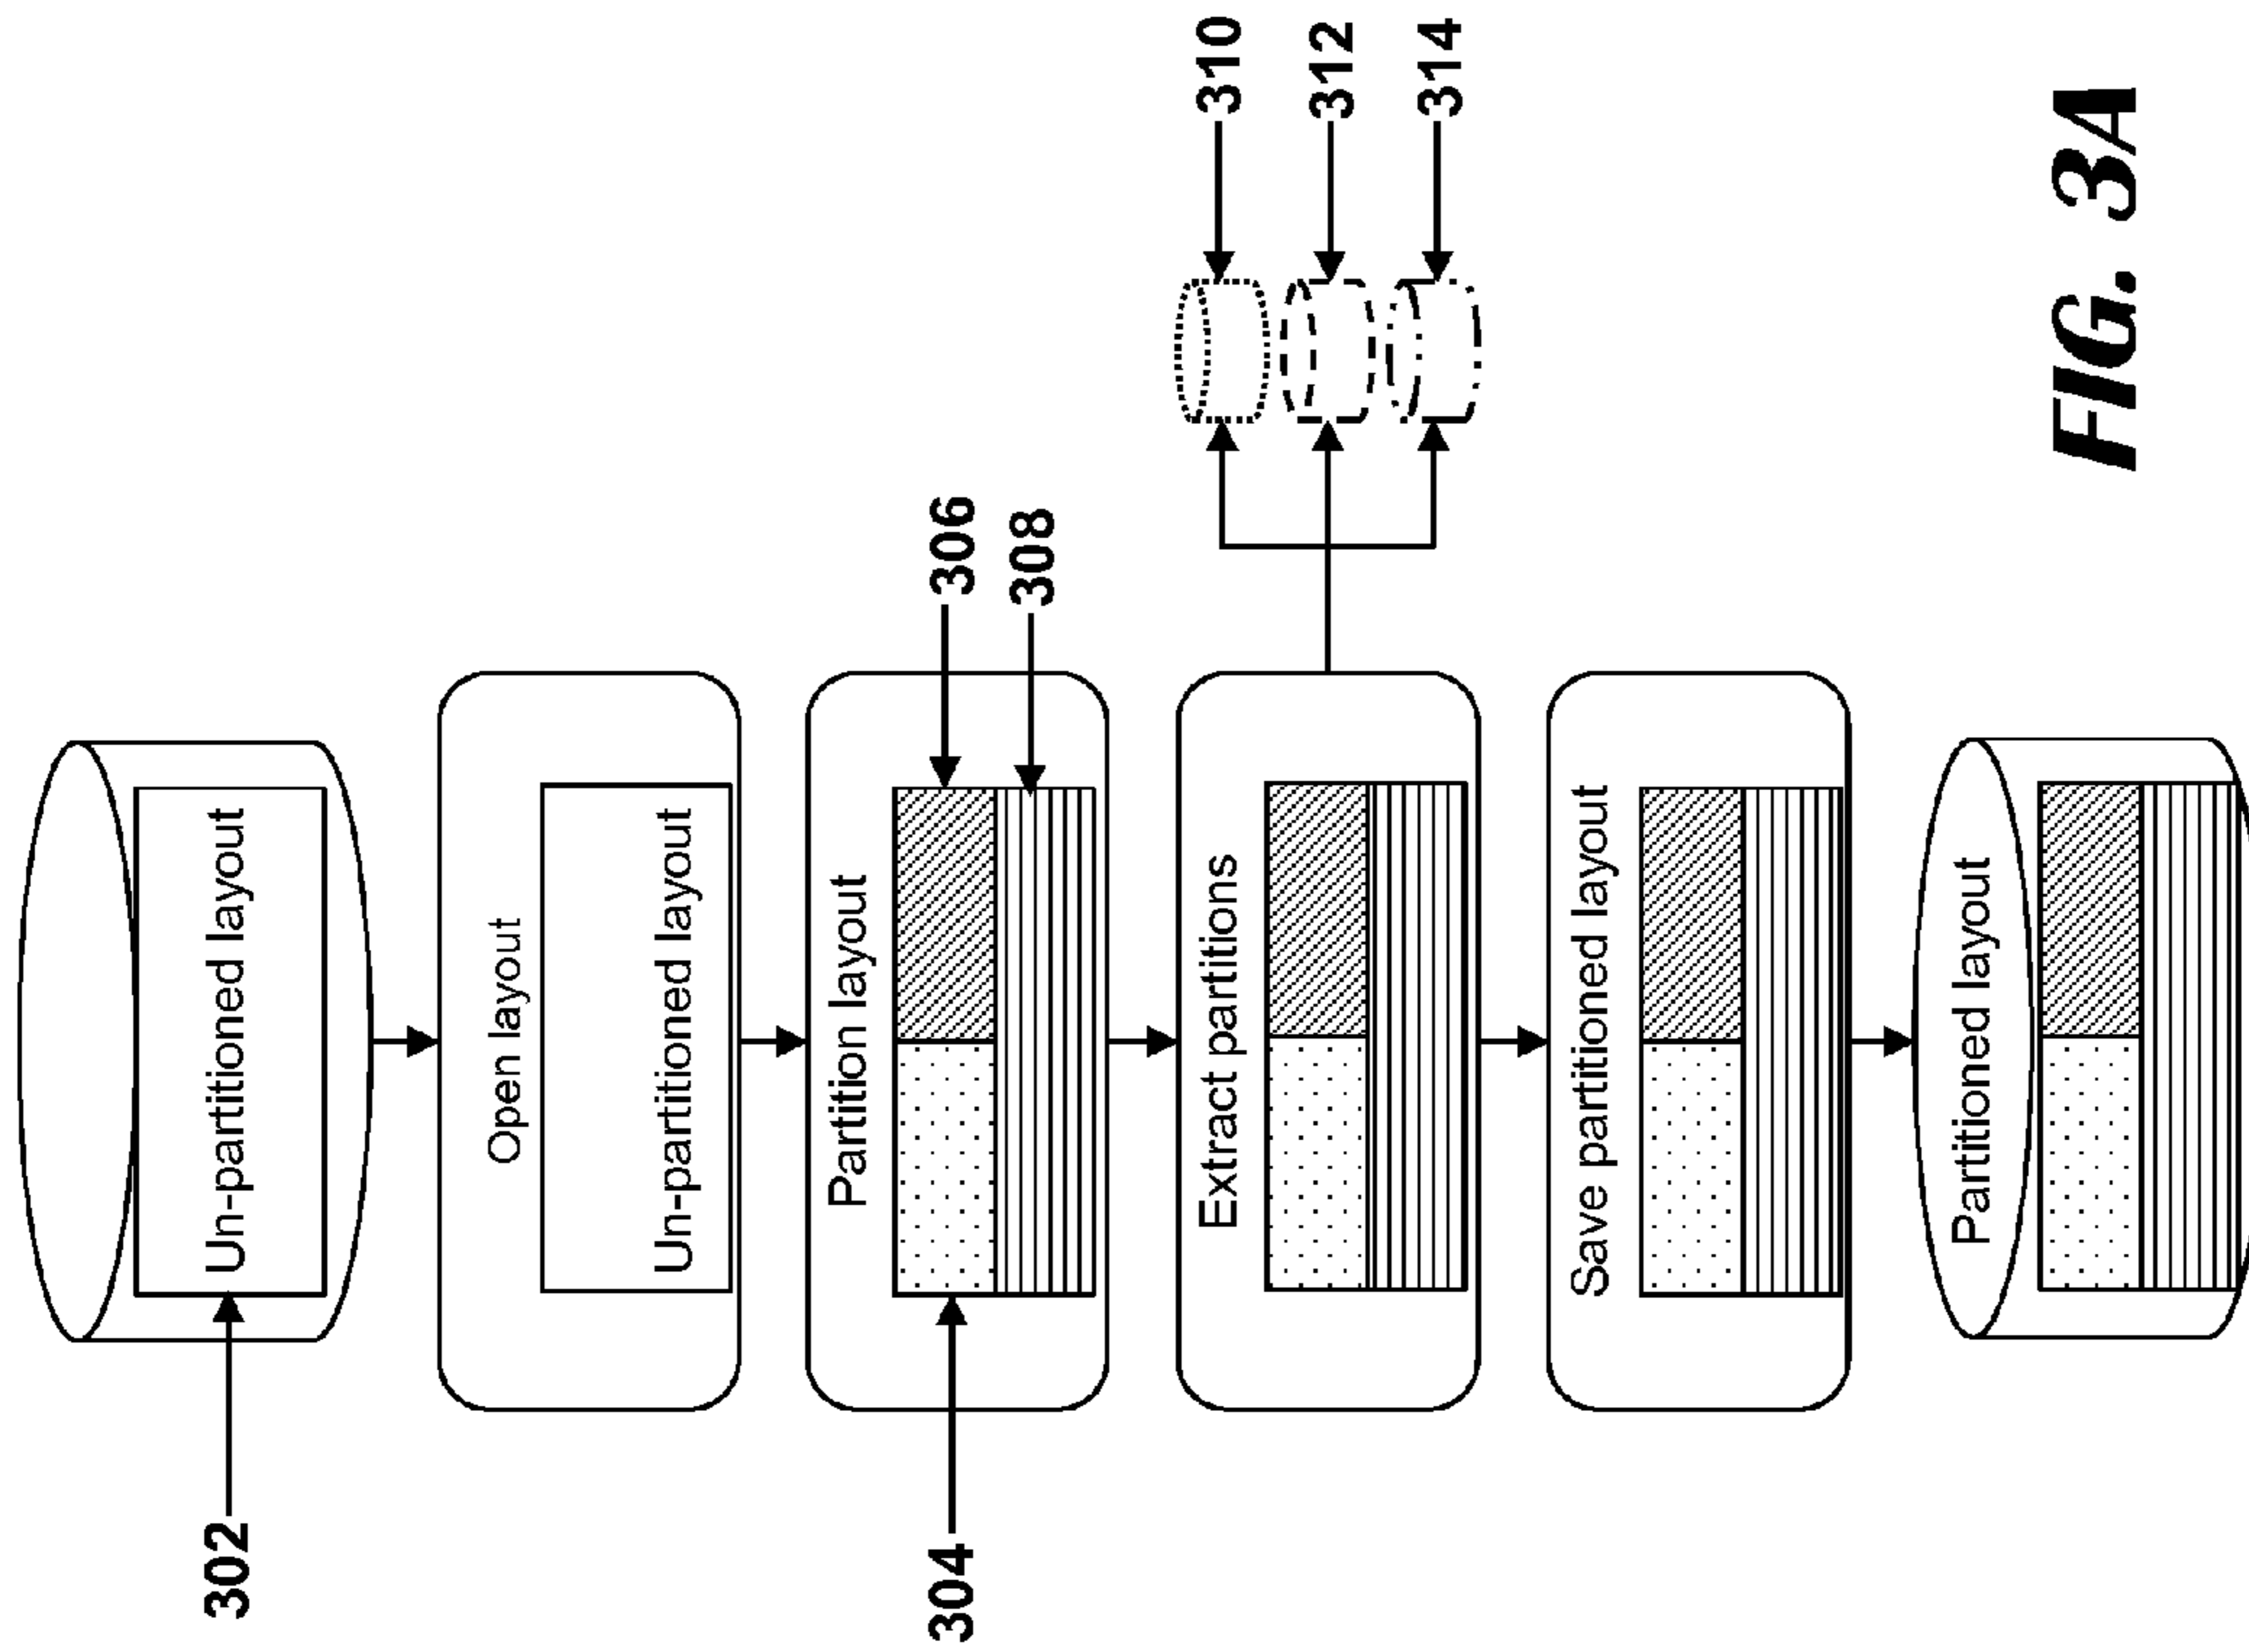 302
Un-partitioned layout
Open layout
Un-partitioned layout
Partition layout
304
306
308
Extract partitions
310
312
314
Save partitioned layout
Partitioned layout
FIG. 3A